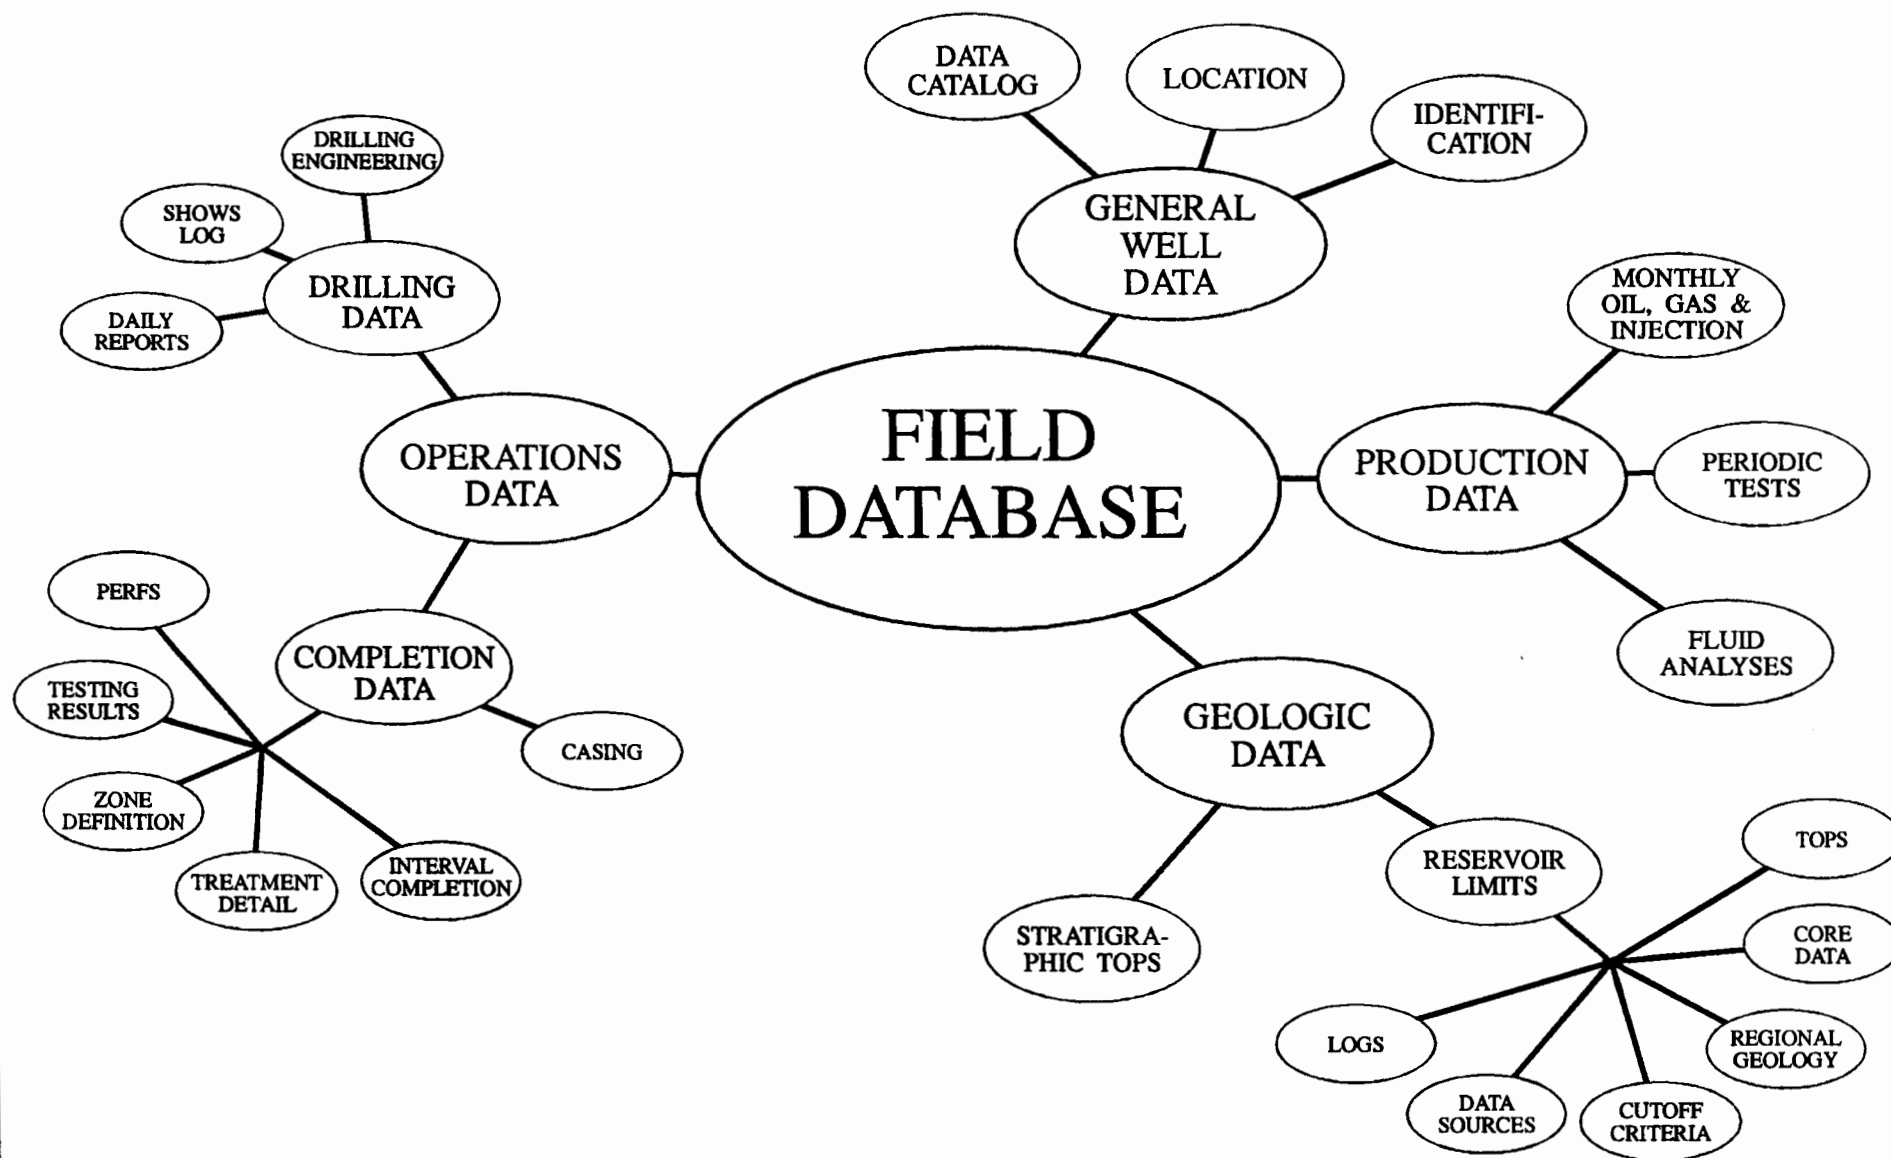 DATA
CATALOG
LOCATION
IDENTIFI-
CATION
GENERAL
WELL
DATA
DRILLING
ENGINEERING
SHOWS
LOG
DAILY
REPORTS
DRILLING
DATA
MONTHLY
OIL, GAS &
INJECTION
PERIODIC
TESTS
FLUID
ANALYSES
PRODUCTION
DATA
FIELD
DATABASE
OPERATIONS
DATA
COMPLETION
DATA
PERFS
TESTING
RESULTS
ZONE
DEFINITION
TREATMENT
DETAIL
INTERVAL
COMPLETION
CASING
GEOLOGIC
DATA
STRATIGRA-
PHIC TOPS
RESERVOIR
LIMITS
TOPS
CORE
DATA
REGIONAL
GEOLOGY
CUTOFF
CRITERIA
DATA
SOURCES
LOGS